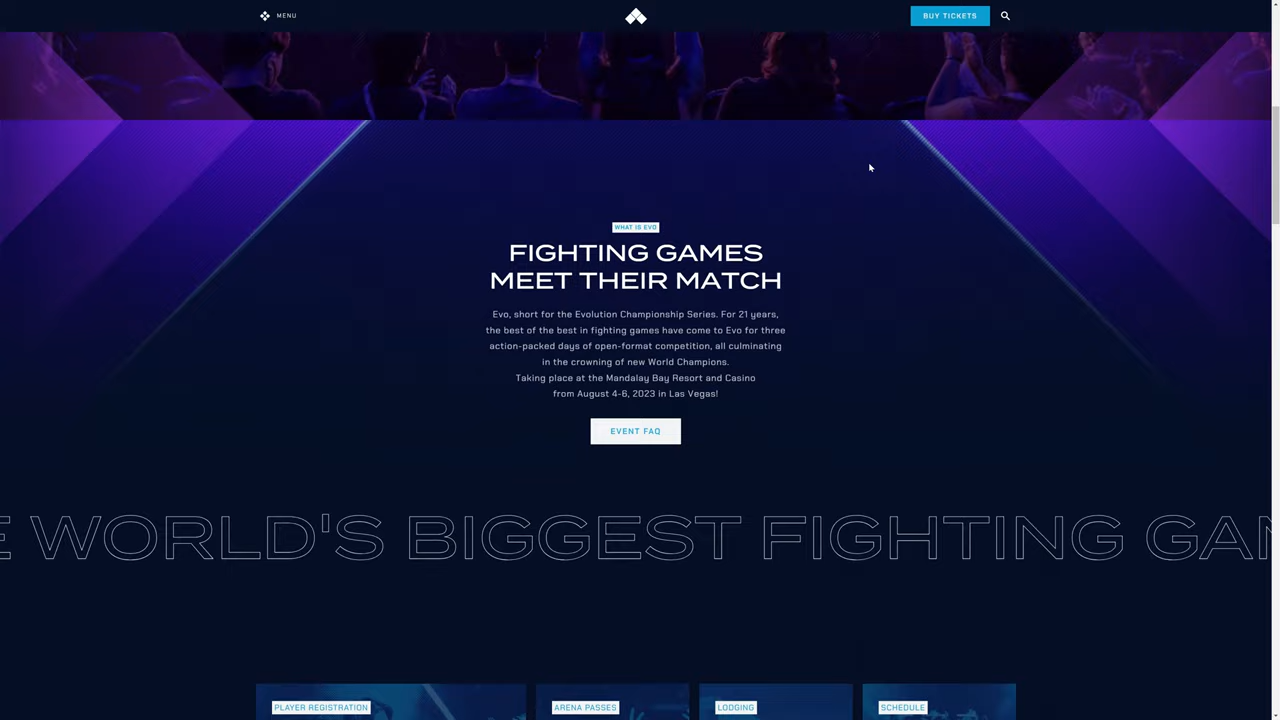 MENU
BUY TICKETS
WHAT IS EVO
FIGHTING GAMES
MEET THEIR MATCH
Evo, short for the Evolution Championship Series. For 21 years,
the best of the best in fighting games have come to Evo for three
action-packed days of open-format competition, all culminating
in the crowning of new World Champions.
Taking place at the Mandalay Bay Resort and Casino
from August 4-6, 2023 in Las Vegas!
EVENT FAQ
E WORLD'S BIGGEST FIGHTING GAM
PLAYER REGISTRATION
ARENA PASSES
LODGING
SCHEDULE